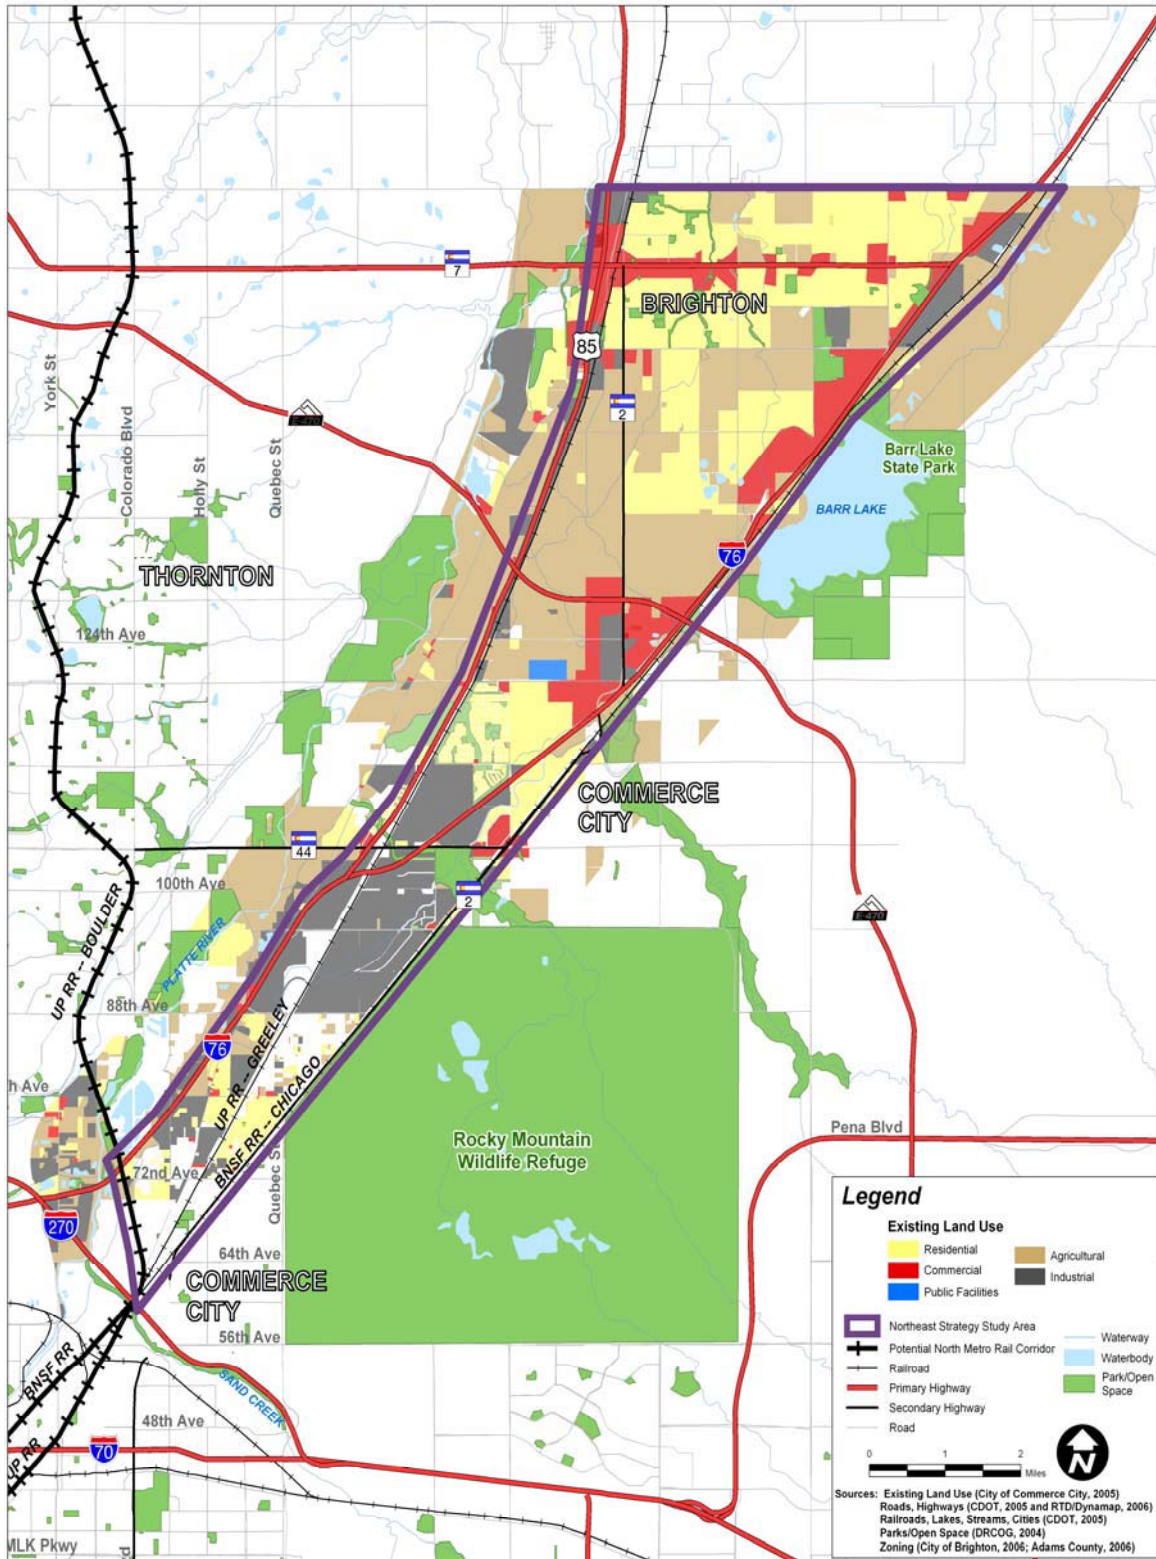 7
BRIGHTON
85
2
York St
Colorado Blvd
Holly St
Quebec St
E-470
Barr Lake
State Park
BARR LAKE
76
THORNTON
124th Ave
COMMERCE
CITY
44
100th Ave
2
E-470
UP RR -- BOULDER
PLATTE RIVER
88th Ave
76
UP RR -- GREELEY
BNSF RR -- CHICAGO
h Ave
Pena Blvd
Rocky Mountain
Wildlife Refuge
72nd Ave
Quebec St
270
64th Ave
COMMERCE
CITY
56th Ave
BNSF RR
SAND CREEK
48th Ave
70
UP RR
MLK Pkwy
vd
Legend
Existing Land Use
Residential
Agricultural
Commercial
Industrial
Public Facilities
Northeast Strategy Study Area
Potential North Metro Rail Corridor
Railroad
Primary Highway
Secondary Highway
Road
Waterway
Waterbody
Park/Open
Space
0 1 2
Miles
N
Sources: Existing Land Use (City of Commerce City, 2005)
Roads, Highways (CDOT, 2005 and RTD/Dynamap, 2006)
Railroads, Lakes, Streams, Cities (CDOT, 2005)
Parks/Open Space (DRCOG, 2004)
Zoning (City of Brighton, 2006; Adams County, 2006)